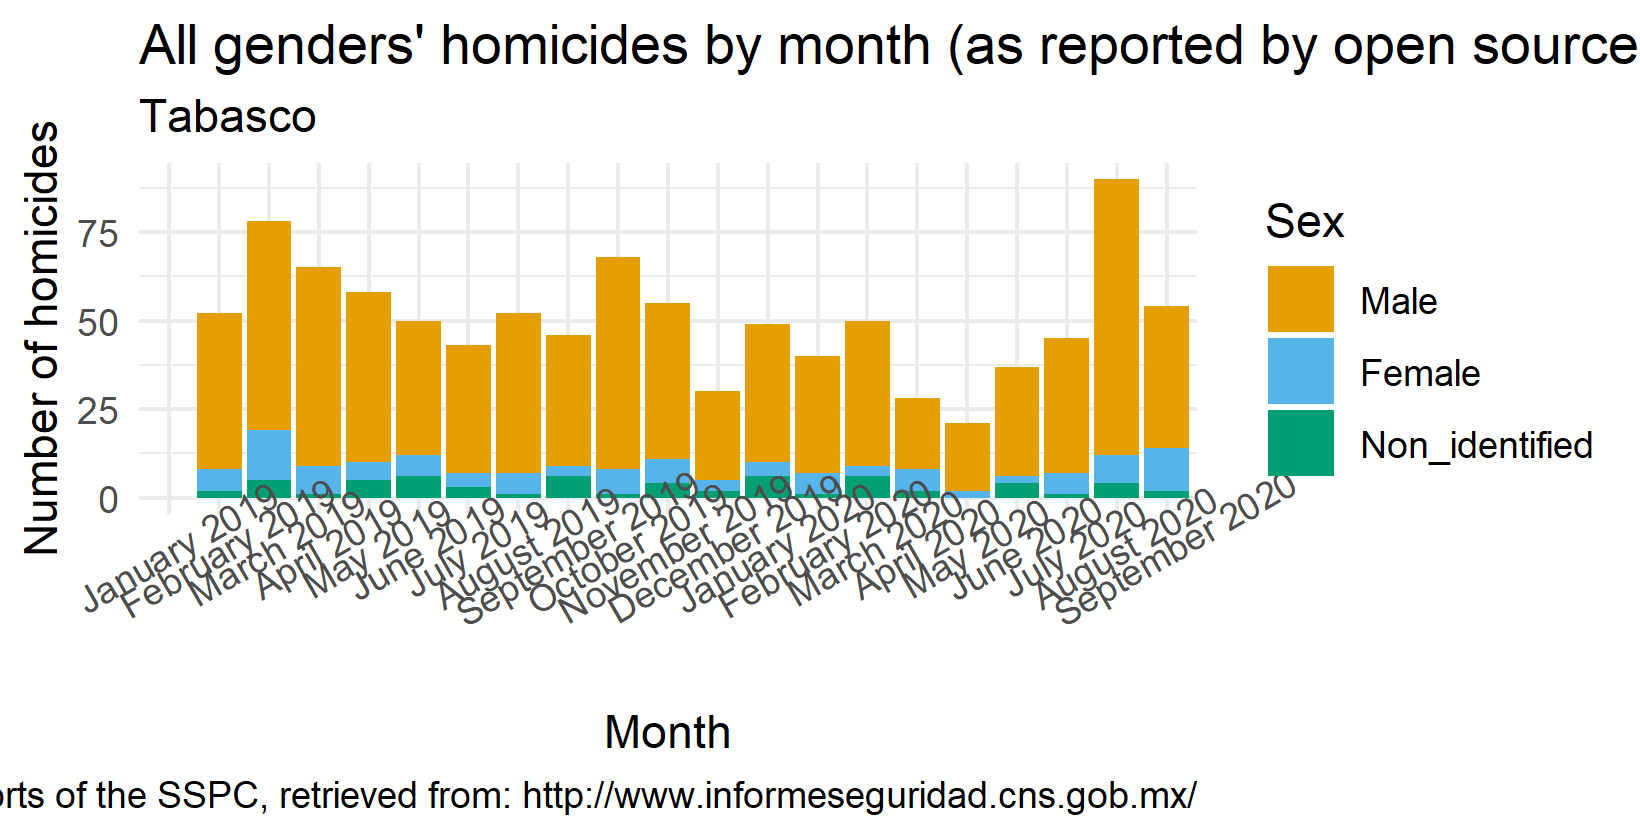 All genders' homicides by month (as reported by open source
Tabasco
Number of homicides
75
50
25
0
January 2019
February 2019
March 2019
April 2019
May 2019
June 2019
July 2019
August 2019
September 2019
October 2019
November 2019
December 2019
January 2020
February 2020
March 2020
April 2020
May 2020
June 2020
July 2020
August 2020
September 2020
Month
Sex
Male
Female
Non_identified
orts of the SSPC, retrieved from: http://www.informeseguridad.cns.gob.mx/